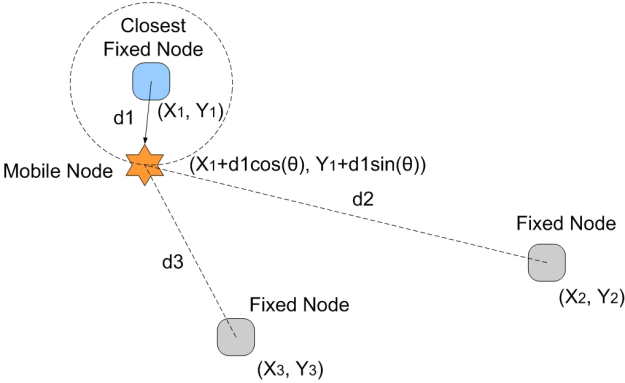 Closest
Fixed Node
d1
(X1, Y1)
Mobile Node
(X1+d1cos(θ), Y1+d1sin(θ))
d2
Fixed Node
d3
(X2, Y2)
Fixed Node
(X3, Y3)